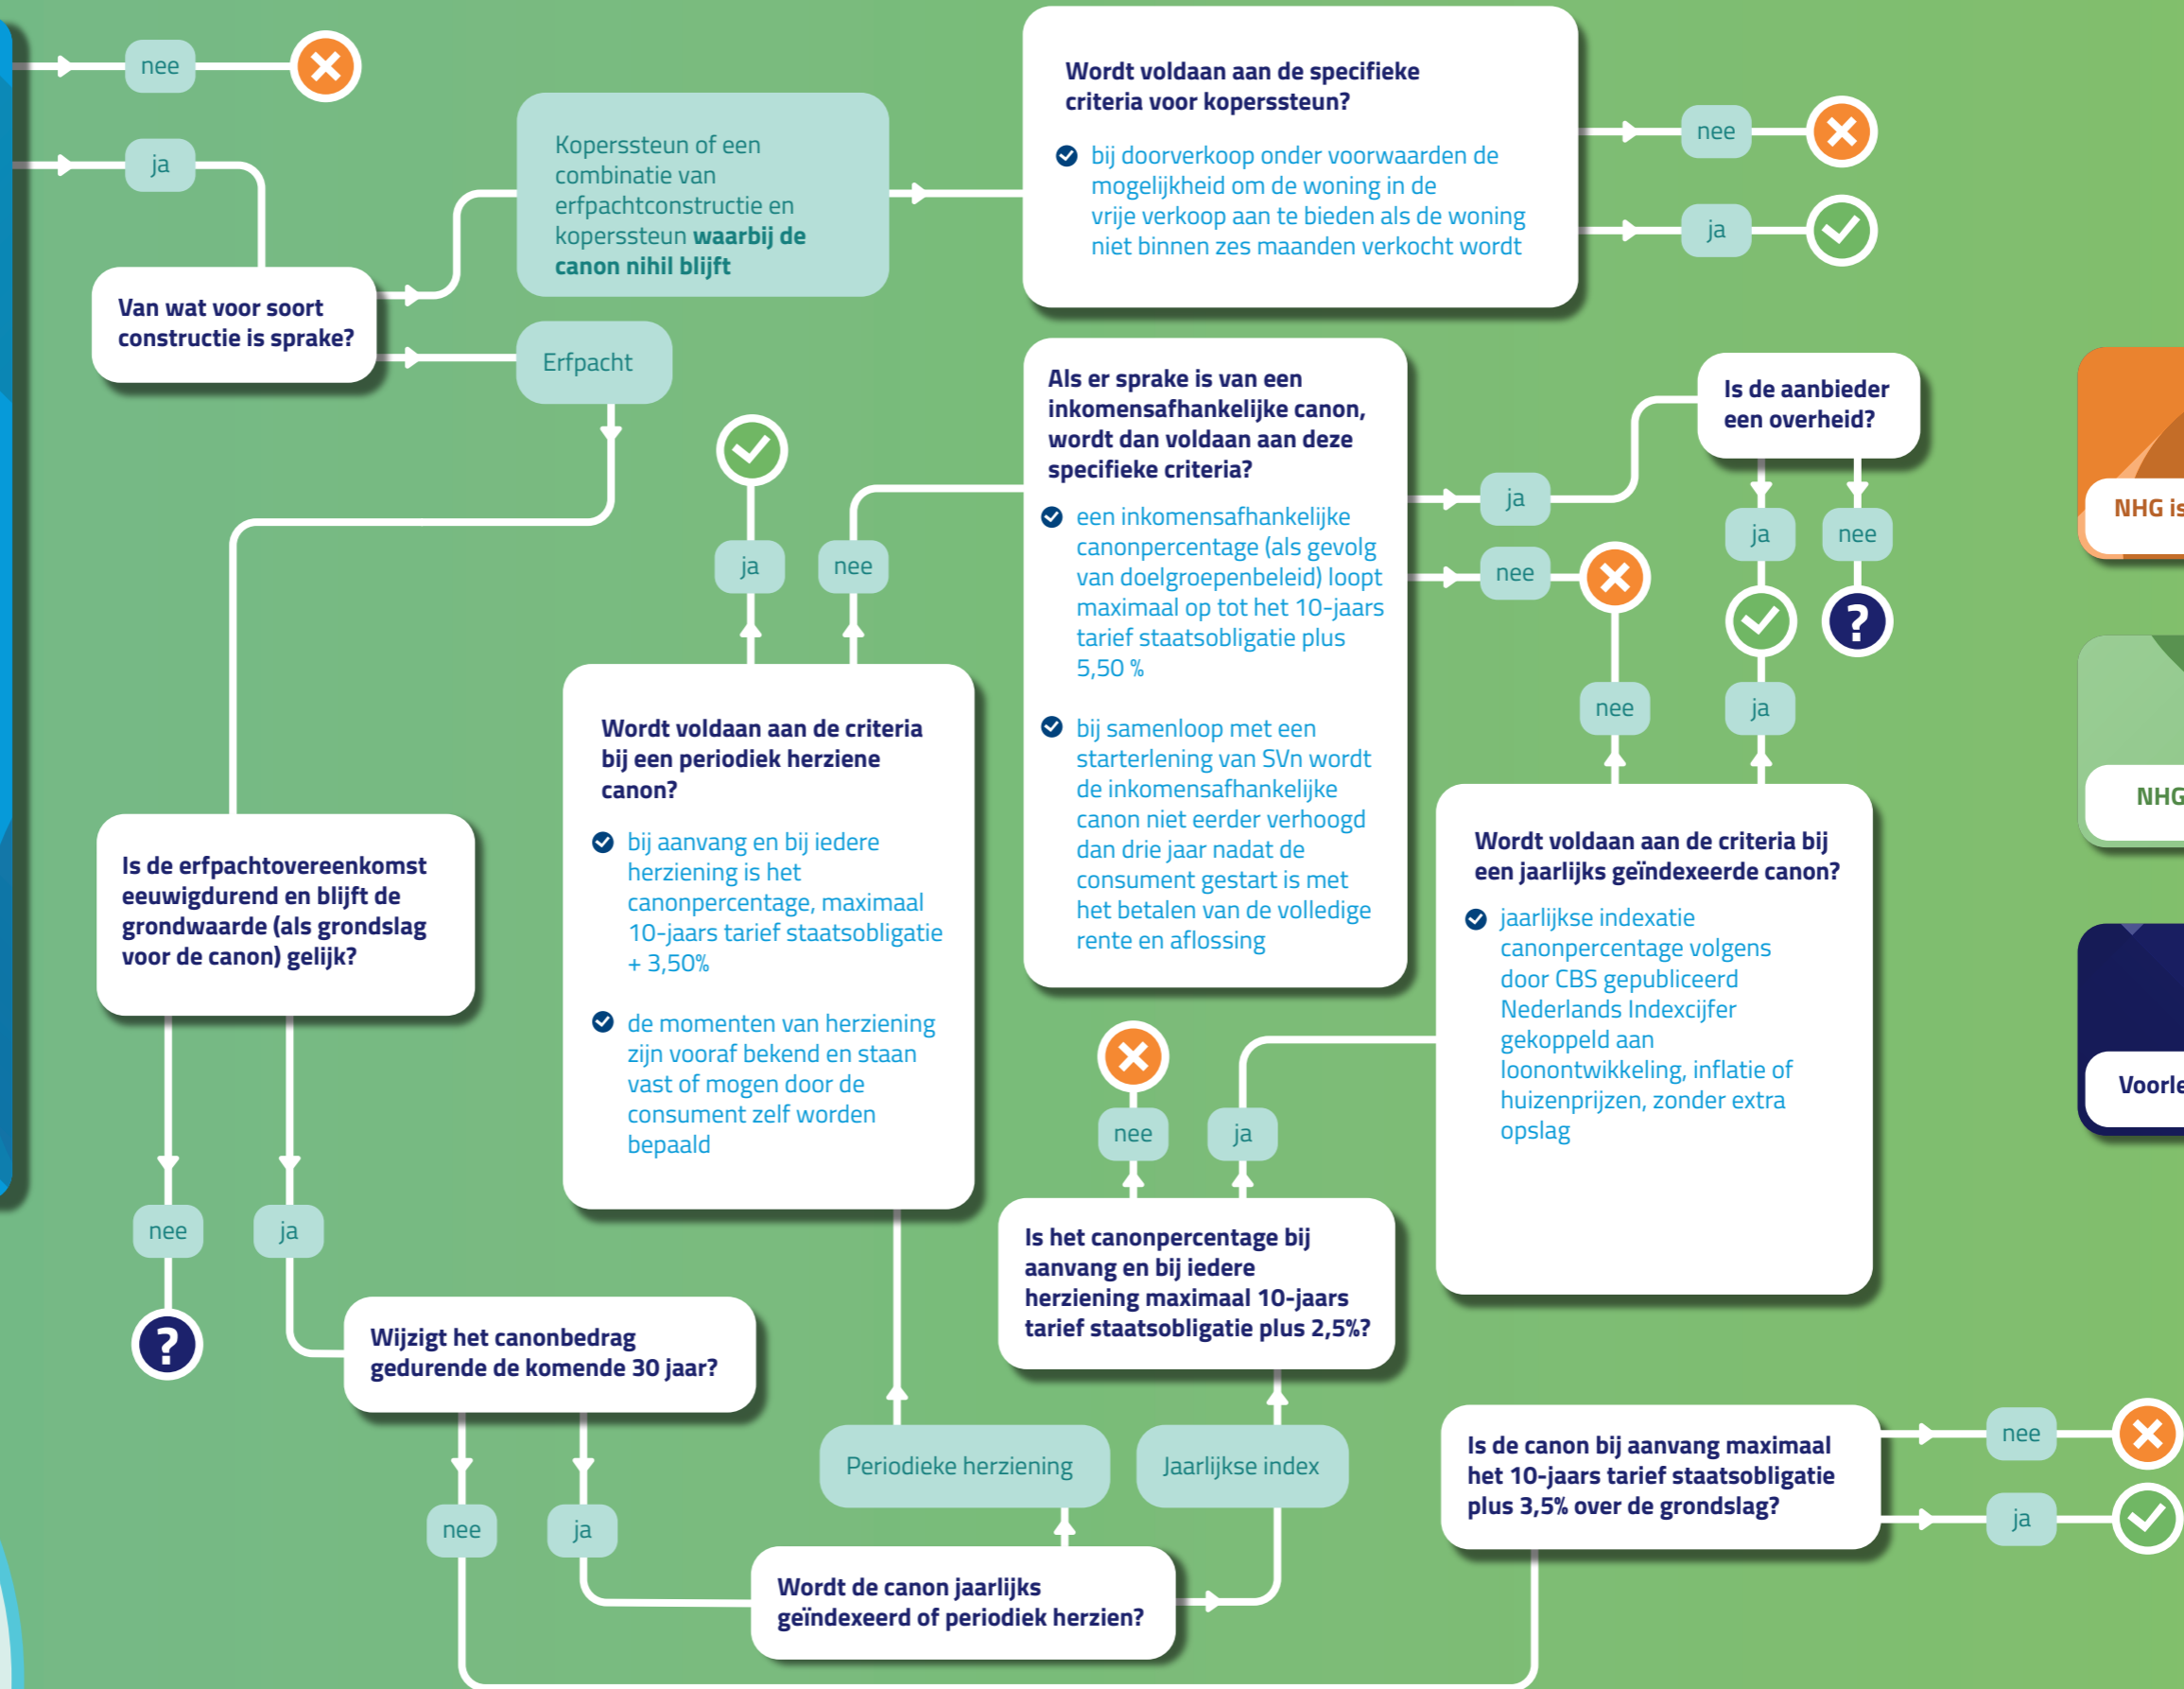 nee
ja
Van wat voor soort
constructie is sprake?
Koperssteun of een
combinatie van
erfpachtconstructie en
koperssteun waarbij de
canon nihil blijft
Wordt voldaan aan de specifieke
criteria voor koperssteun?
bij doorverkoop onder voorwaarden de
mogelijkheid om de woning in de
vrije verkoop aan te bieden als de woning
niet binnen zes maanden verkocht wordt
nee
ja
Erfpacht
Is de erfpachtovereenkomst
eeuwigdurend en blijft de
grondwaarde (als grondslag
voor de canon) gelijk?
nee
?
ja
Wijzigt het canonbedrag
gedurende de komende 30 jaar?
nee
ja
Wordt de canon jaarlijks
geïndexeerd of periodiek herzien?
Periodieke herziening
Jaarlijkse index
Wordt voldaan aan de criteria
bij een periodiek herziene
canon?
bij aanvang en bij iedere
herziening is het
canonpercentage, maximaal
10-jaars tarief staatsobligatie
+ 3,50%
de momenten van herziening
zijn vooraf bekend en staan
vast of mogen door de
consument zelf worden
bepaald
ja
nee
Als er sprake is van een
inkomensafhankelijke canon,
wordt dan voldaan aan deze
specifieke criteria?
een inkomensafhankelijke
canonpercentage (als gevolg
van doelgroepenbeleid) loopt
maximaal op tot het 10-jaars
tarief staatsobligatie plus
5,50 %
bij samenloop met een
starterlening van SVn wordt
de inkomensafhankelijke
canon niet eerder verhoogd
dan drie jaar nadat de
consument gestart is met
het betalen van de volledige
rente en aflossing
ja
nee
Is de aanbieder
een overheid?
ja
nee
?
Is het canonpercentage bij
aanvang en bij iedere
herziening maximaal 10-jaars
tarief staatsobligatie plus 2,5%?
nee
ja
Wordt voldaan aan de criteria bij
een jaarlijks geïndexeerde canon?
jaarlijkse indexatie
canonpercentage volgens
door CBS gepubliceerd
Nederlands Indexcijfer
gekoppeld aan
loonontwikkeling, inflatie of
huizenprijzen, zonder extra
opslag
nee
ja
Is de canon bij aanvang maximaal
het 10-jaars tarief staatsobligatie
plus 3,5% over de grondslag?
nee
ja
NHG is
NHG
Voorle